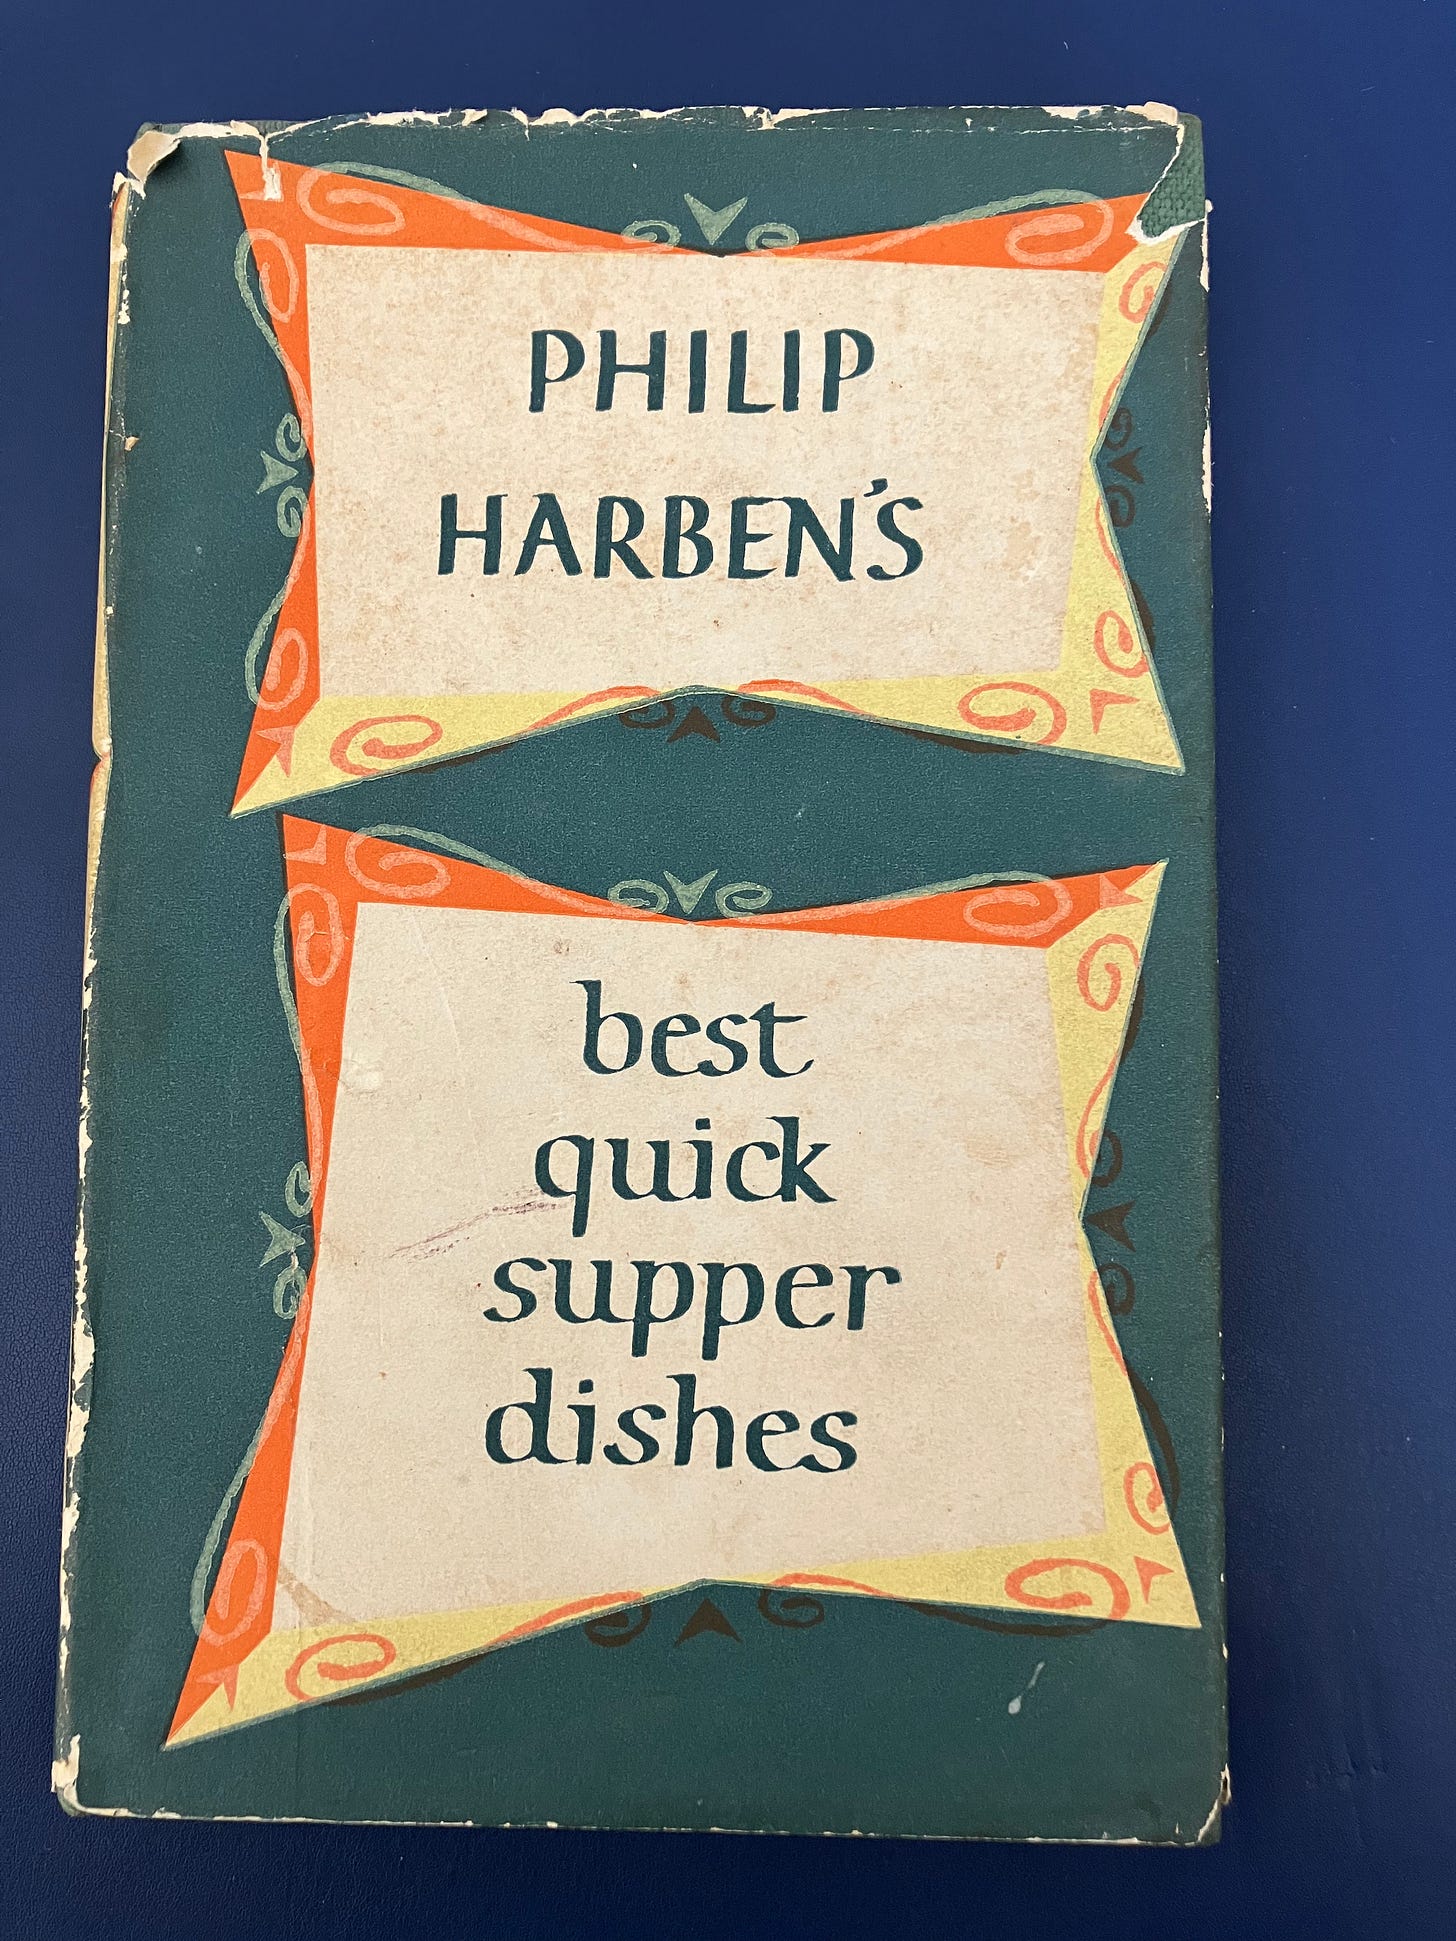 PHILIP
HARBEN'S
best
quick
supper
dishes